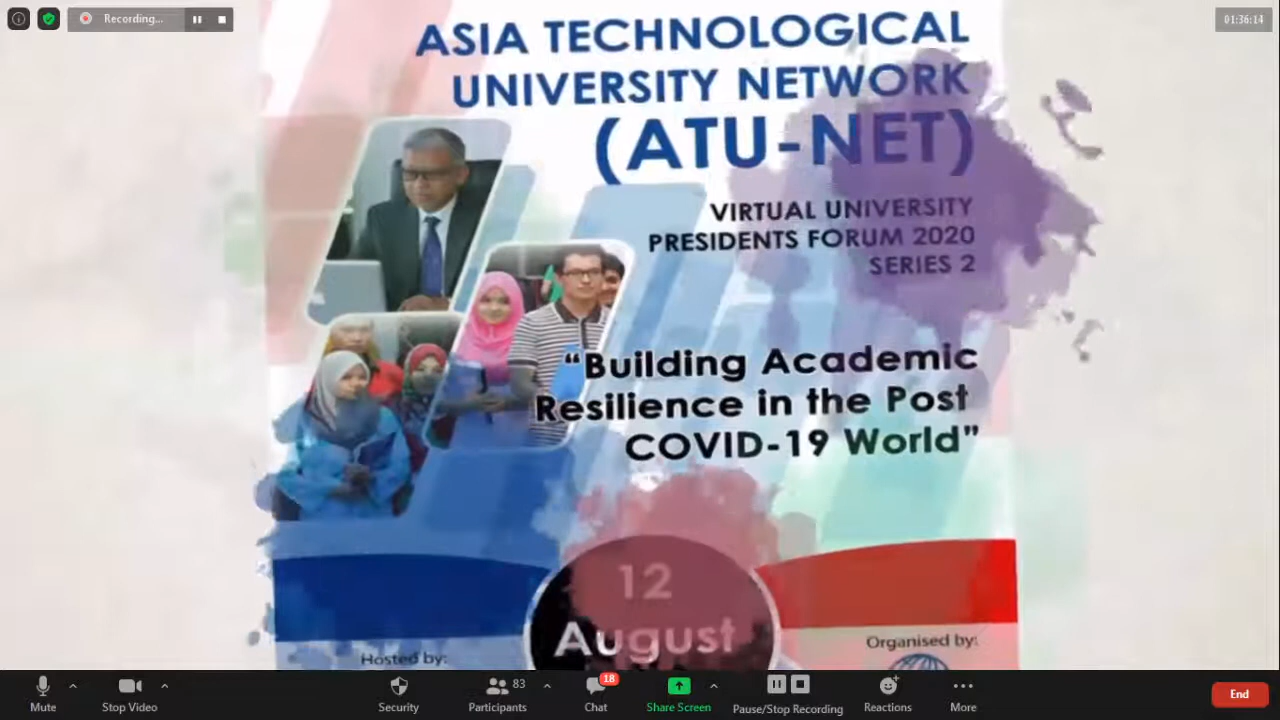 Recording...
01:36:14
ASIA TECHNOLOGICAL
UNIVERSITY NETWORK
(ATU-NET)
VIRTUAL UNIVERSITY
PRESIDENTS FORUM 2020
SERIES 2
“Building Academic
Resilience in the Post
COVID-19 World”
12
August
Hosted by:
Organised by:
Mute
Stop Video
Security
83
Participants
18
Chat
Share Screen
Pause/Stop Recording
Reactions
More
End